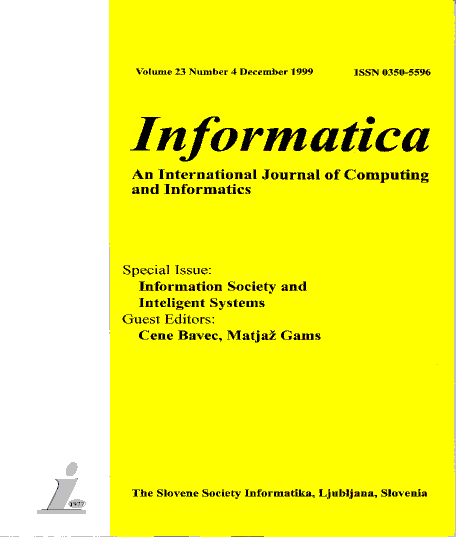 Volume 23 Number 4 December 1999 ISSN 0350-5596
Informatica
An International Journal of Computing
and Informatics
Special Issue:
Information Society and
Inteligent Systems
Guest Editors:
Cene Bavec, Matjaž Gams
i
1977
The Slovene Society Informatika, Ljubljana, Slovenia